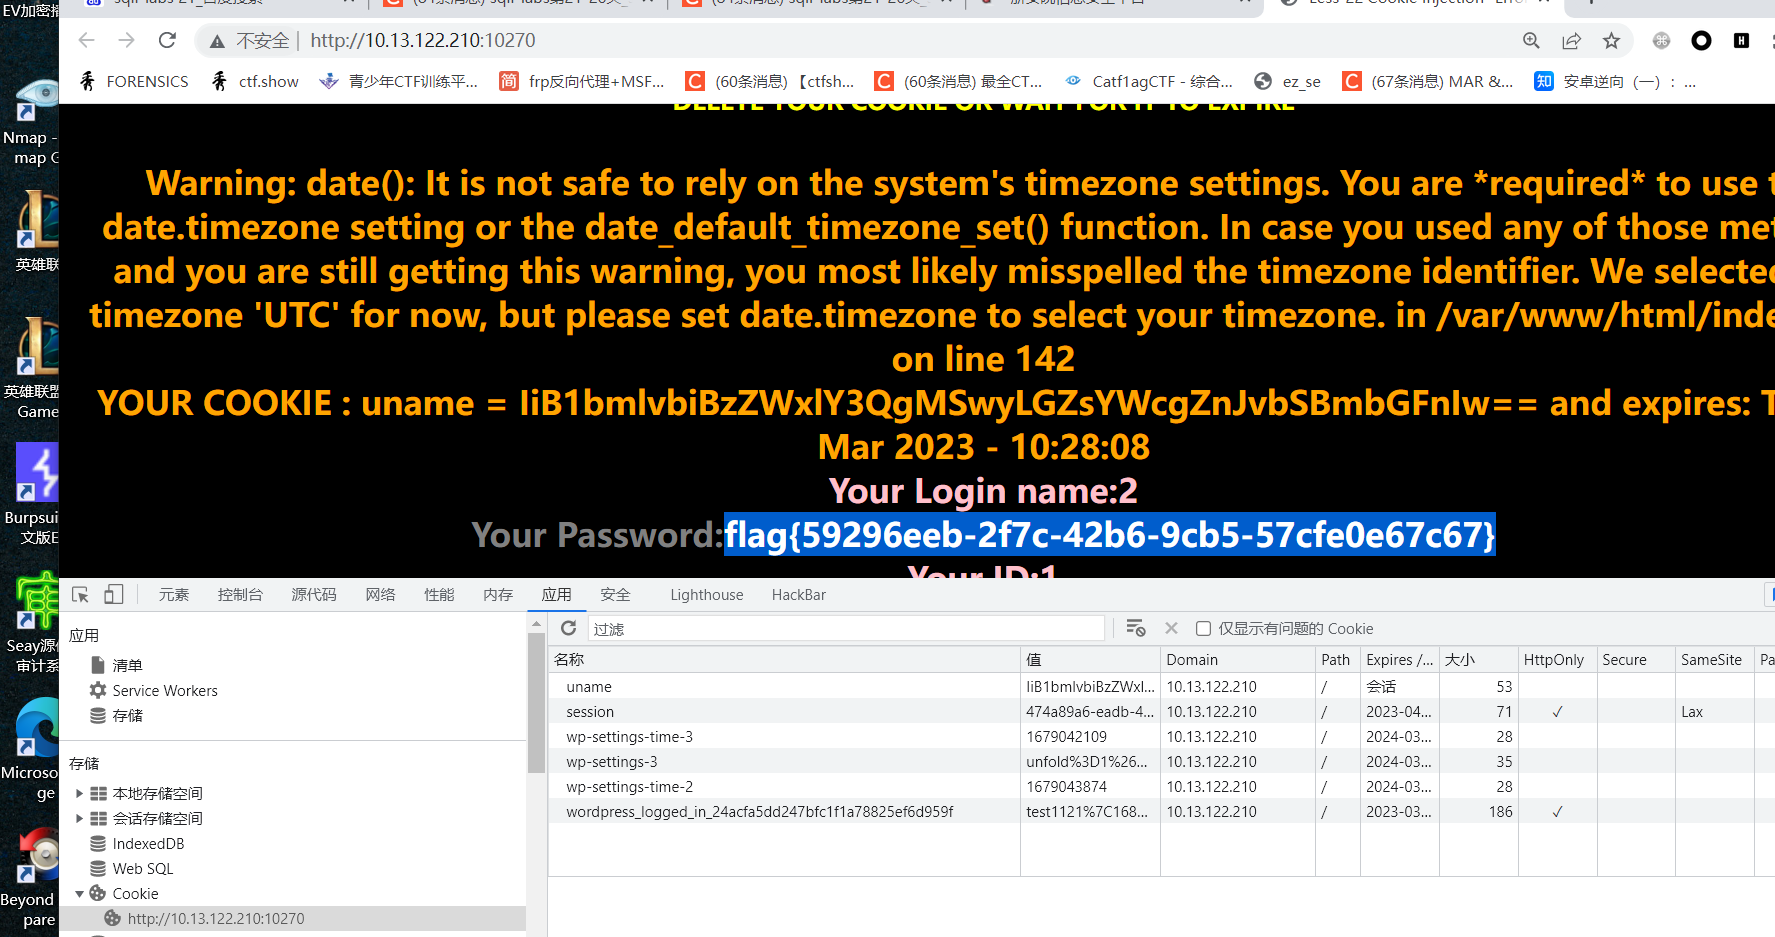 EV加密播
不安全 | http://10.13.122.210:10270
FORENSICS ctf.show 青少年CTF训练平... frp反向代理+MSF... (60条消息) 【ctfsh... (60条消息) 最全CT... Catf1agCTF - 综合... ez_se (67条消息) MAR &... 安卓逆向（一）：...
DELETE YOUR COOKIE OR WAIT FOR IT TO EXPIRE
Warning: date(): It is not safe to rely on the system's timezone settings. You are *required* to use t
date.timezone setting or the date_default_timezone_set() function. In case you used any of those met
and you are still getting this warning, you most likely misspelled the timezone identifier. We selected
timezone 'UTC' for now, but please set date.timezone to select your timezone. in /var/www/html/inde
on line 142
YOUR COOKIE : uname = IiB1bmlvbiBzZWxlY3QgMSwyLGZsYWcgZnJvbSBmbGFnIw== and expires: T
Mar 2023 - 10:28:08
Your Login name:2
Your Password:flag{59296eeb-2f7c-42b6-9cb5-57cfe0e67c67}
Your ID:1
Nmap -
map G
英雄联
英雄联盟
Game
Burpsui
文版E
Seay源代
审计系
Microso
ge
Beyond
pare
元素 控制台 源代码 网络 性能 内存 应用 安全 Lighthouse HackBar
应用
清单
Service Workers
存储
存储
本地存储空间
会话存储空间
IndexedDB
Web SQL
Cookie
http://10.13.122.210:10270
过滤 仅显示有问题的 Cookie
名称 值 Domain Path Expires /... 大小 HttpOnly Secure SameSite Pa
uname IiB1bmlvbiBzZWxl... 10.13.122.210 / 会话 53
session 474a89a6-eadb-4... 10.13.122.210 / 2023-04... 71 ✓ Lax
wp-settings-time-3 1679042109 10.13.122.210 / 2024-03... 28
wp-settings-3 unfold%3D1%26... 10.13.122.210 / 2024-03... 35
wp-settings-time-2 1679043874 10.13.122.210 / 2024-03... 28
wordpress_logged_in_24acfa5dd247bfc1f1a78825ef6d959f test1121%7C168... 10.13.122.210 / 2023-03... 186 ✓